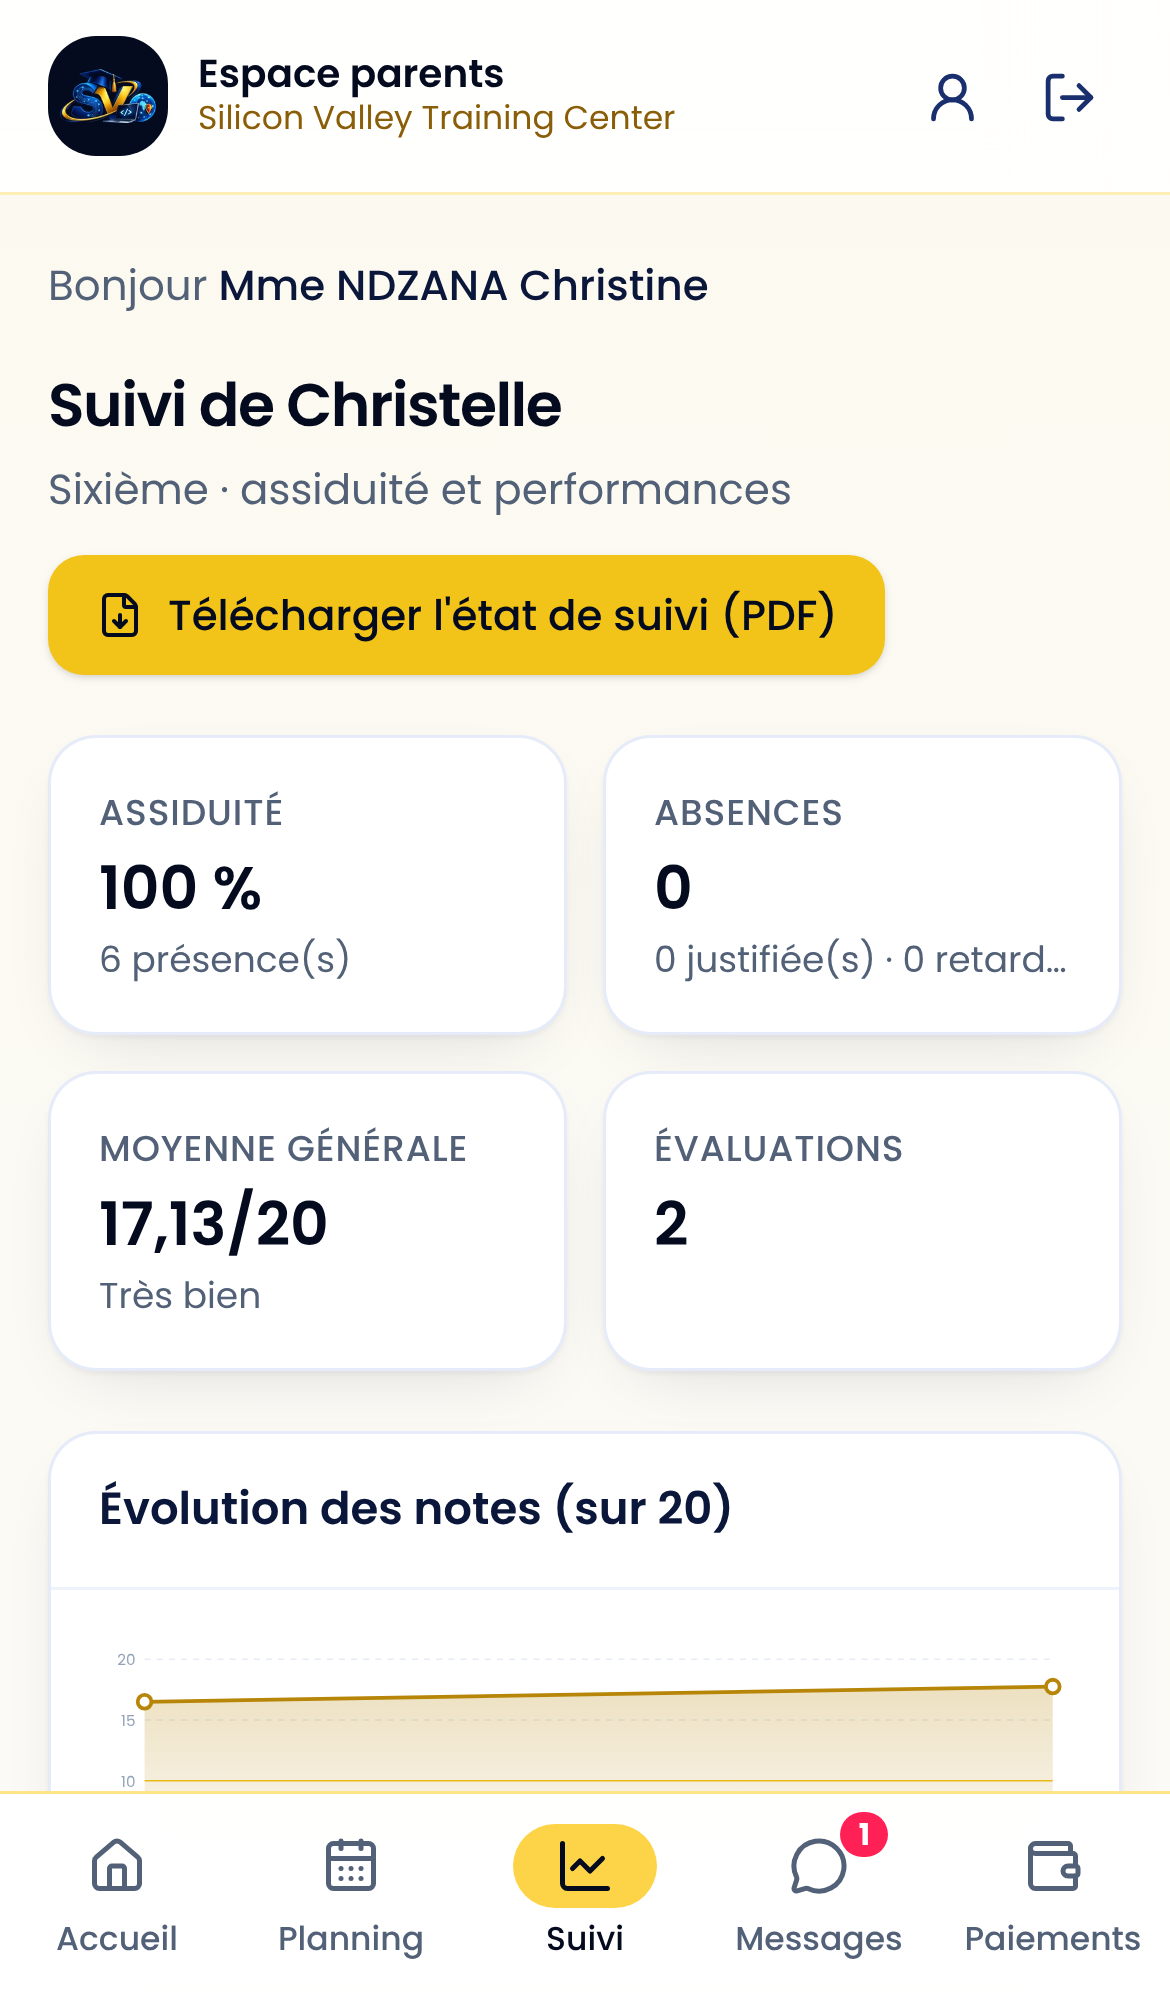 SV
Espace parents
Silicon Valley Training Center
Bonjour Mme NDZANA Christine
Suivi de Christelle
Sixième · assiduité et performances
Télécharger l'état de suivi (PDF)
ASSIDUITÉ
100 %
6 présence(s)
ABSENCES
0
0 justifiée(s) · 0 retard...
MOYENNE GÉNÉRALE
17,13/20
Très bien
ÉVALUATIONS
2
Évolution des notes (sur 20)
20
15
10
1
Accueil
Planning
Suivi
Messages
Paiements